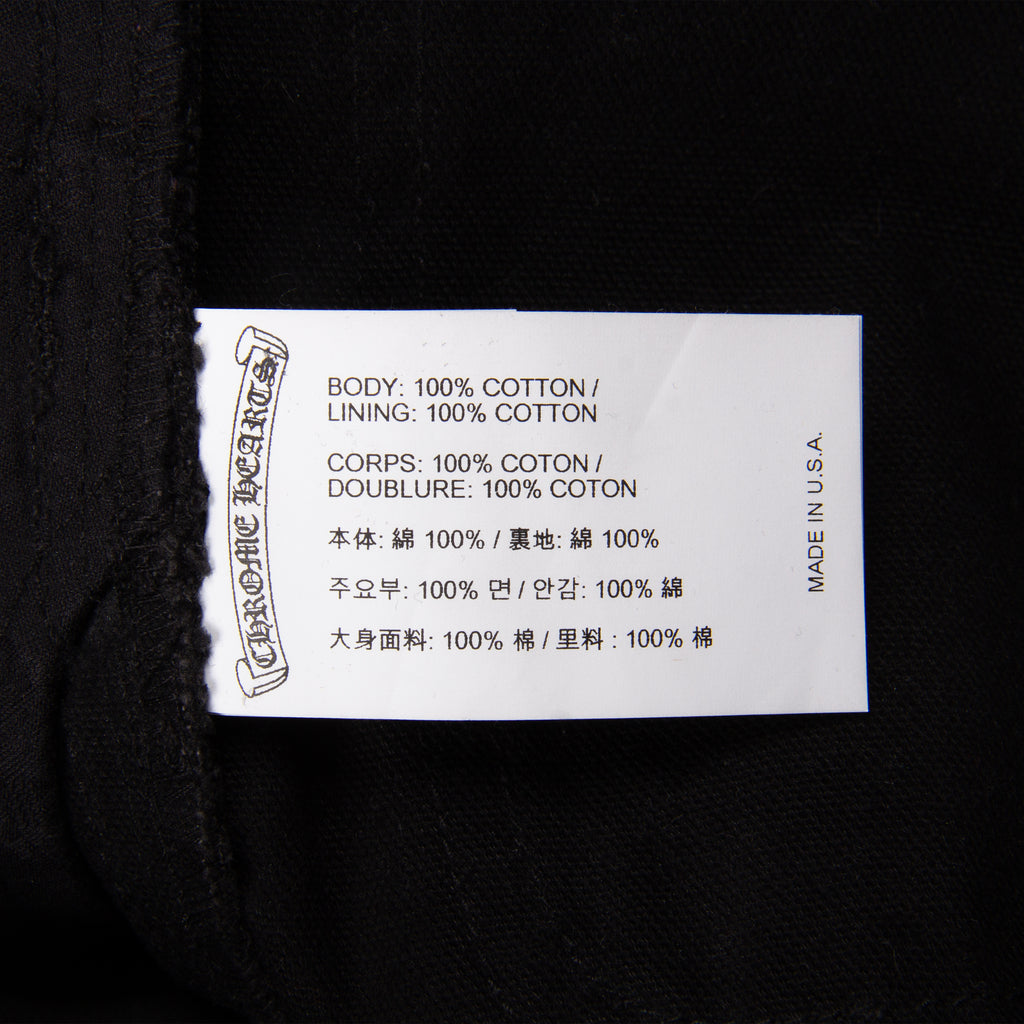 CHROME HEARTS
BODY: 100% COTTON /
LINING: 100% COTTON
CORPS: 100% COTON /
DOUBLURE: 100% COTON
本体: 綿 100% / 裏地: 綿 100%
주요부: 100% 면 / 안감: 100% 綿
大身面料: 100% 棉 / 里料 : 100% 棉
MADE IN U.S.A.